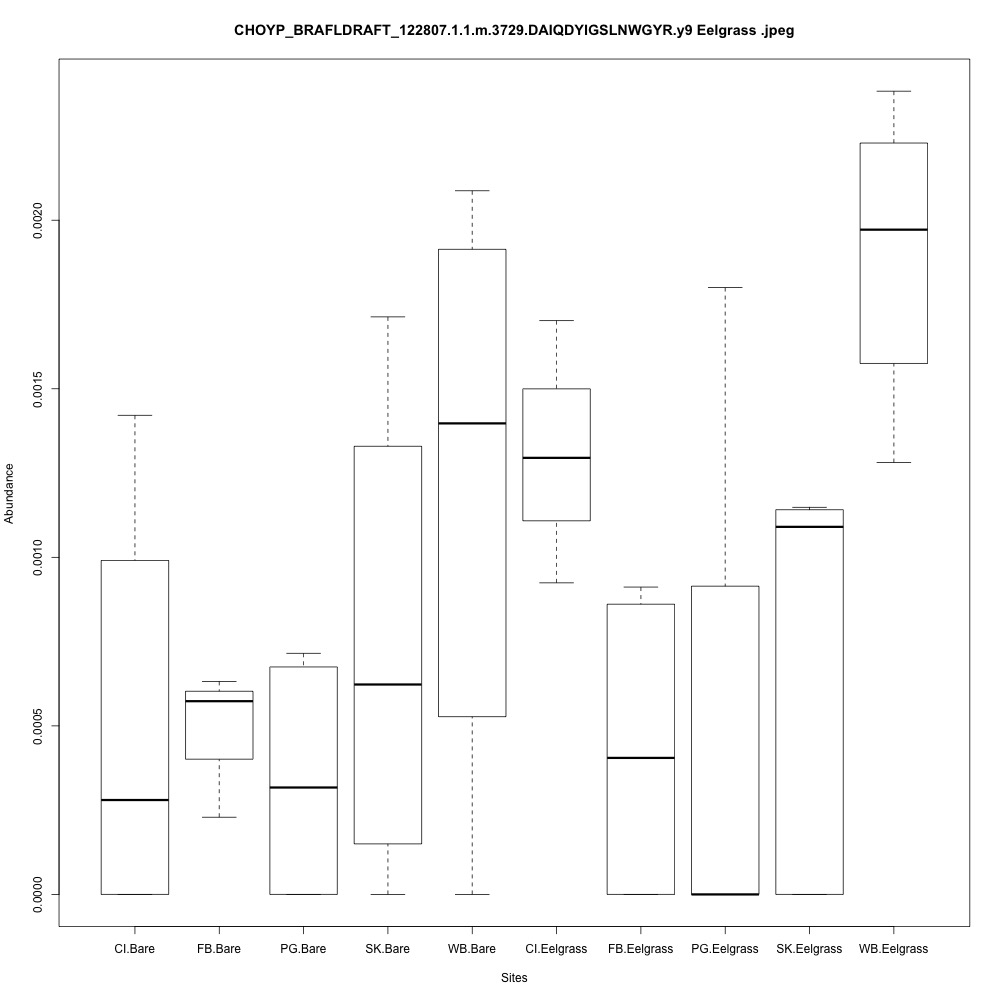 CHOYP_BRAFLDRAFT_122807.1.1.m.3729.DAIQDYIGSLNWGYR.y9 Eelgrass .jpeg
Abundance
0.0020
0.0015
0.0010
0.0005
0.0000
CI.Bare FB.Bare PG.Bare SK.Bare WB.Bare CI.Eelgrass FB.Eelgrass PG.Eelgrass SK.Eelgrass WB.Eelgrass
Sites